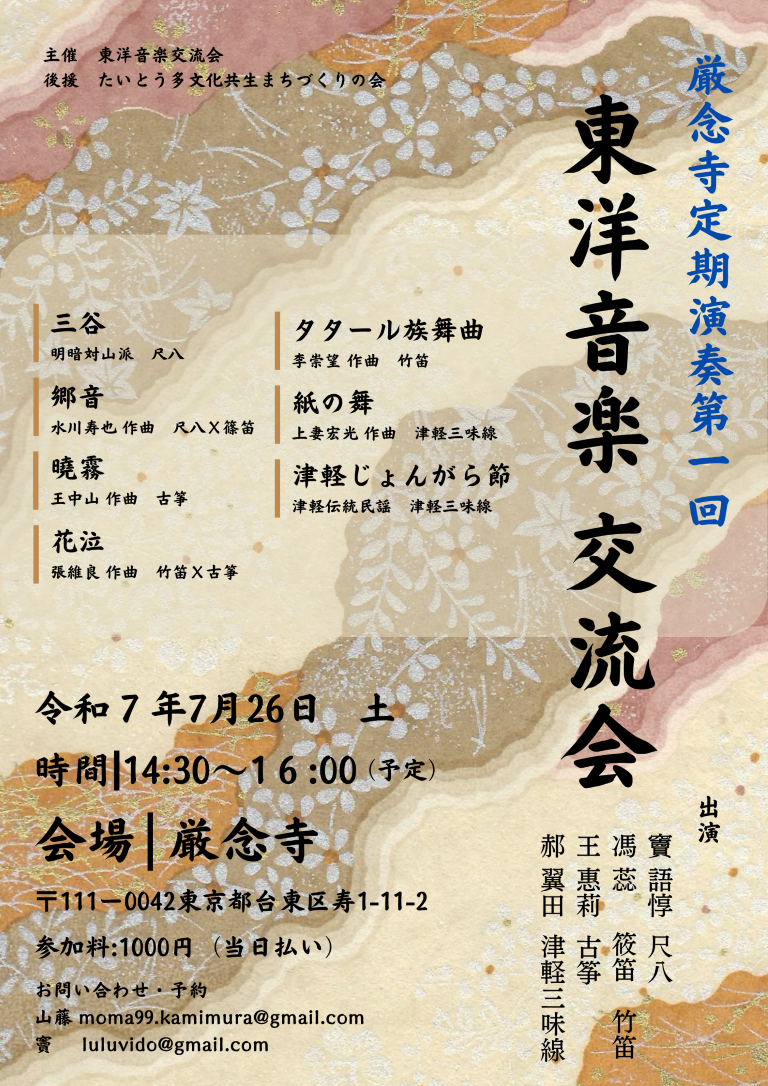 主催 東洋音楽交流会
後援 たいとう多文化共生まちづくりの会
厳念寺定期演奏第一回
東洋音楽 交流会
三谷
明暗対山派 尺八
郷音
水川寿也 作曲 尺八X篠笛
曉霧
王中山 作曲 古箏
花泣
張維良 作曲 竹笛X古箏
タタール族舞曲
李崇望 作曲 竹笛
紙の舞
上妻宏光 作曲 津軽三味線
津軽じょんがら節
津軽伝統民謡 津軽三味線
令和7年7月26日 土
時間|14:30〜16:00(予定)
会場|厳念寺
〒111ー0042東京都台東区寿1-11-2
参加料:1000円(当日払い)
お問い合わせ・予約
山藤 moma99.kamimura@gmail.com
竇 luluvido@gmail.com
出演
竇 語惇 尺八
馮 蕊 筱笛 竹笛
王 惠莉 古筝
郝 翼田 津軽三味線